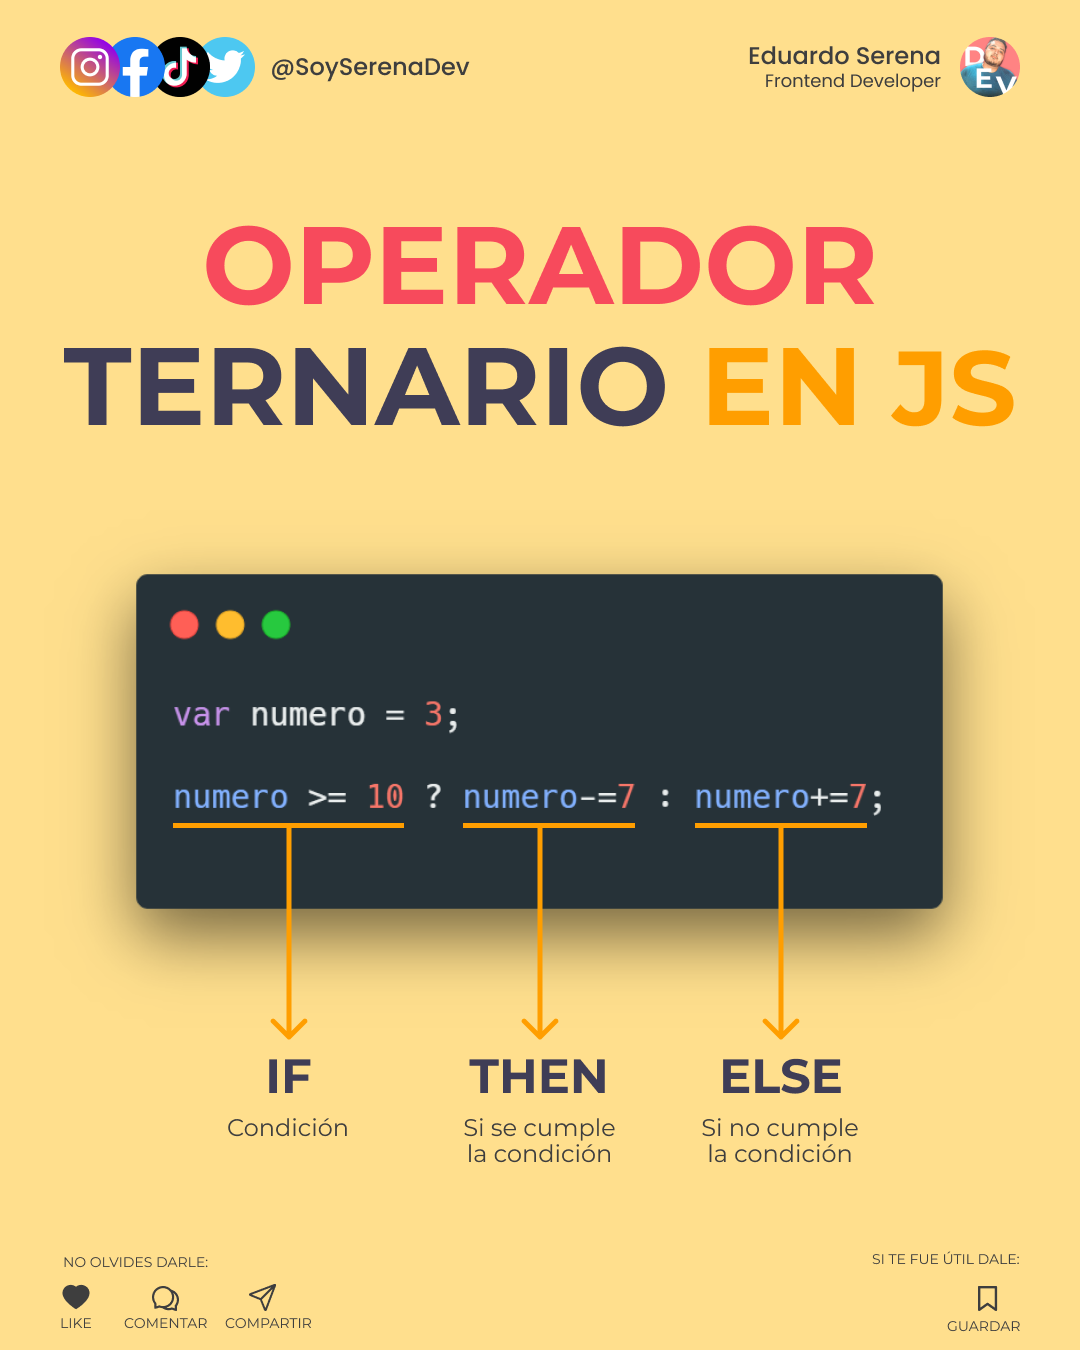 @SoySerenaDev
Eduardo Serena
Frontend Developer
DEV
OPERADOR
TERNARIO EN JS
var numero = 3;
numero >= 10 ? numero-=7 : numero+=7;
IF
Condición
THEN
Si se cumple
la condición
ELSE
Si no cumple
la condición
NO OLVIDES DARLE:
LIKE
COMENTAR
COMPARTIR
SI TE FUE ÚTIL DALE:
GUARDAR